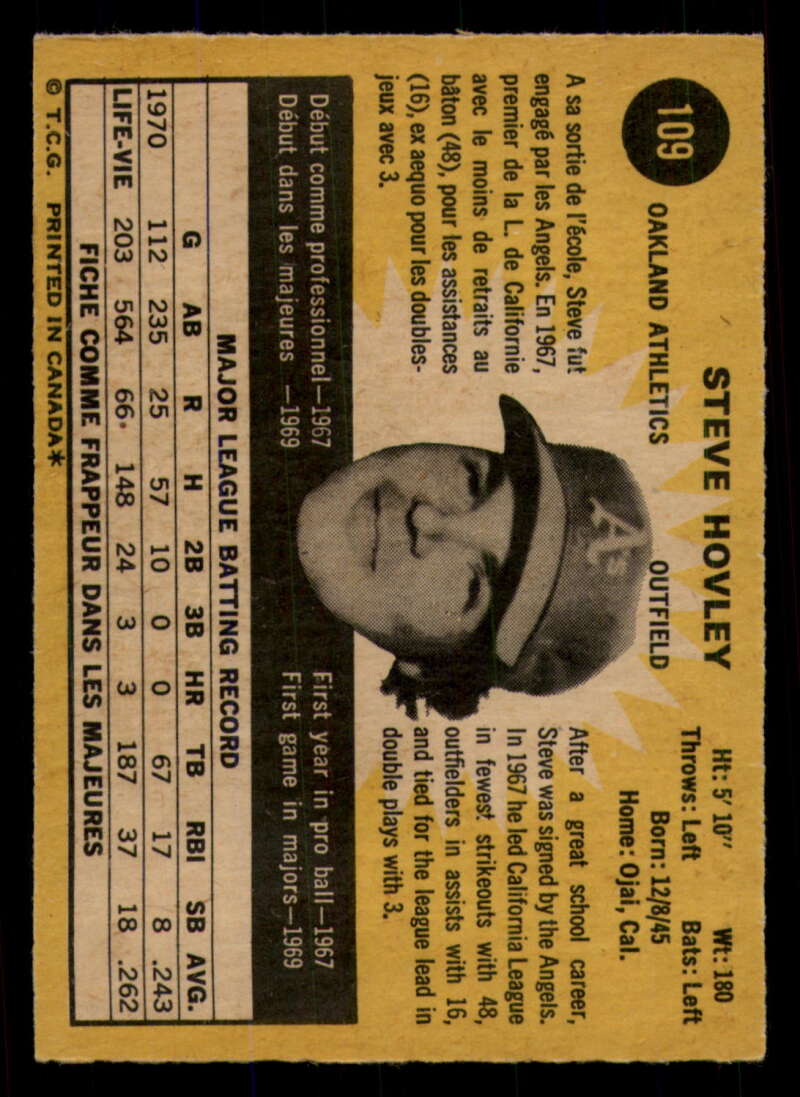 109
STEVE HOVLEY
OAKLAND ATHLETICS OUTFIELD
Ht: 5′ 10″ Wt: 180
Throws: Left Bats: Left
Born: 12/8/45
Home: Ojai, Cal.
A sa sortie de l'école, Steve fut
engagé par les Angels. En 1967,
premier de la L. de Californie
avec le moins de retraits au
bâton (48), pour les assistances
(16), ex aequo pour les doubles-
jeux avec 3.
A's
After a great school career,
Steve was signed by the Angels.
In 1967 he led California League
in fewest strikeouts with 48,
outfielders in assists with 16,
and tied for the league lead in
double plays with 3.
Début comme professionnel—1967
Début dans les majeures —1969
First year in pro ball—1967
First game in majors—1969
MAJOR LEAGUE BATTING RECORD
G AB R H 2B 3B HR TB RBI SB AVG.
1970 112 235 25 57 10 0 0 67 17 8 .243
LIFE-VIE 203 564 66 148 24 3 3 187 37 18 .262
FICHE COMME FRAPPEUR DANS LES MAJEURES
© T.C.G. PRINTED IN CANADA*